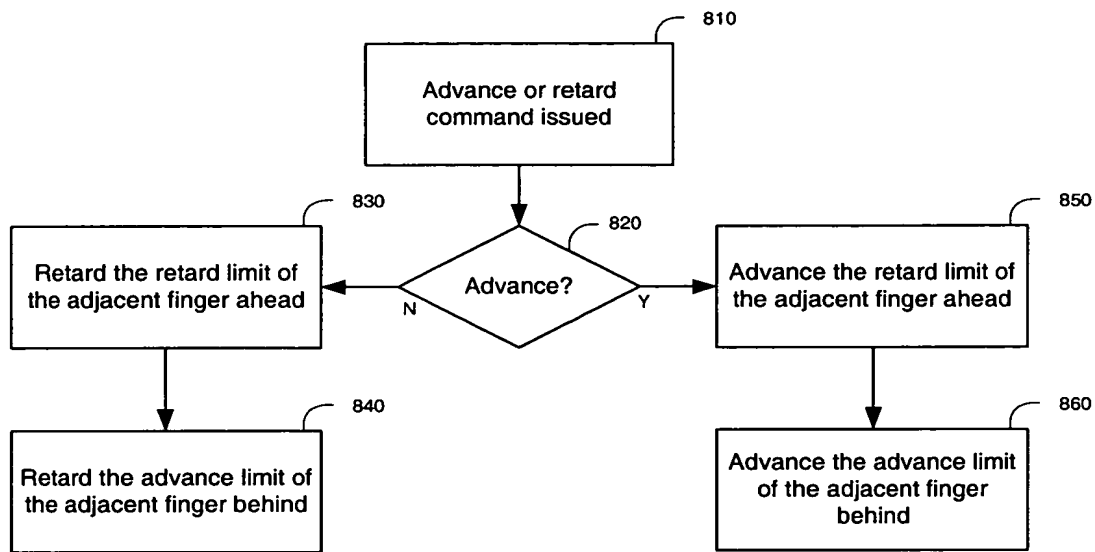 810
Advance or retard
command issued
830
Retard the retard limit of
the adjacent finger ahead
820
Advance?
N
Y
850
Advance the retard limit of
the adjacent finger ahead
840
Retard the advance limit of
the adjacent finger behind
860
Advance the advance limit
of the adjacent finger
behind